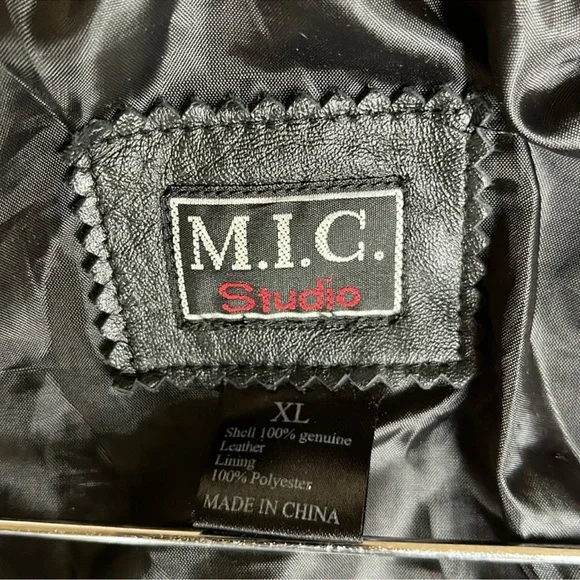 M.I.C.
Studio
XL
Shell 100% genuine
Leather
Lining
100% Polyester
MADE IN CHINA